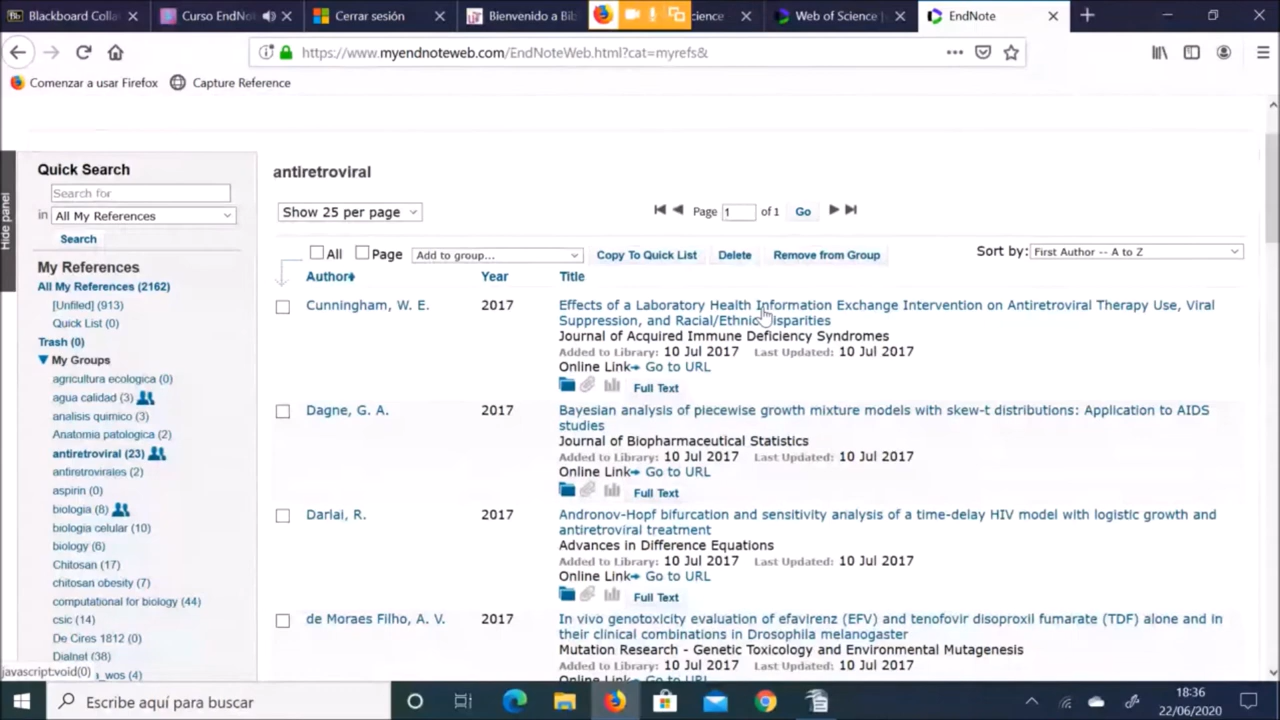 Blackboard Colla
Curso EndNo
Cerrar sesión
Bienvenido a Bib
cience
Web of Science [
EndNote
https://www.myendnoteweb.com/EndNoteWeb.html?cat=myrefs&
Comenzar a usar Firefox
Capture Reference
Hide panel
Quick Search
Search for
in All My References
Search
My References
All My References (2162)
[Unfiled] (913)
Quick List (0)
Trash (0)
My Groups
agricultura ecologica (0)
agua calidad (3)
analisis quimico (3)
Anatomia patologica (2)
antiretroviral (23)
antiretrovirales (2)
aspirin (0)
biologia (8)
biologia celular (10)
biology (6)
Chitosan (17)
chitosan obesity (7)
computational for biology (44)
csic (14)
De Cires 1812 (0)
Dialnet (38)
javascript:void(0)
_wos (4)
antiretroviral
Show 25 per page
Page 1 of 1 Go
All Page Add to group... Copy To Quick List Delete Remove from Group
Sort by: First Author -- A to Z
Author Year Title
Cunningham, W. E. 2017 Effects of a Laboratory Health Information Exchange Intervention on Antiretroviral Therapy Use, Viral
Suppression, and Racial/Ethnic Disparities
Journal of Acquired Immune Deficiency Syndromes
Added to Library: 10 Jul 2017 Last Updated: 10 Jul 2017
Online Link Go to URL
Full Text
Dagne, G. A. 2017 Bayesian analysis of piecewise growth mixture models with skew-t distributions: Application to AIDS
studies
Journal of Biopharmaceutical Statistics
Added to Library: 10 Jul 2017 Last Updated: 10 Jul 2017
Online Link Go to URL
Full Text
Darlai, R. 2017 Andronov-Hopf bifurcation and sensitivity analysis of a time-delay HIV model with logistic growth and
antiretroviral treatment
Advances in Difference Equations
Added to Library: 10 Jul 2017 Last Updated: 10 Jul 2017
Online Link Go to URL
Full Text
de Moraes Filho, A. V. 2017 In vivo genotoxicity evaluation of efavirenz (EFV) and tenofovir disoproxil fumarate (TDF) alone and in
their clinical combinations in Drosophila melanogaster
Mutation Research - Genetic Toxicology and Environmental Mutagenesis
Added to Library: 10 Jul 2017 Last Updated: 10 Jul 2017
Online Link Go to URL
Escribe aquí para buscar
18:36
22/06/2020